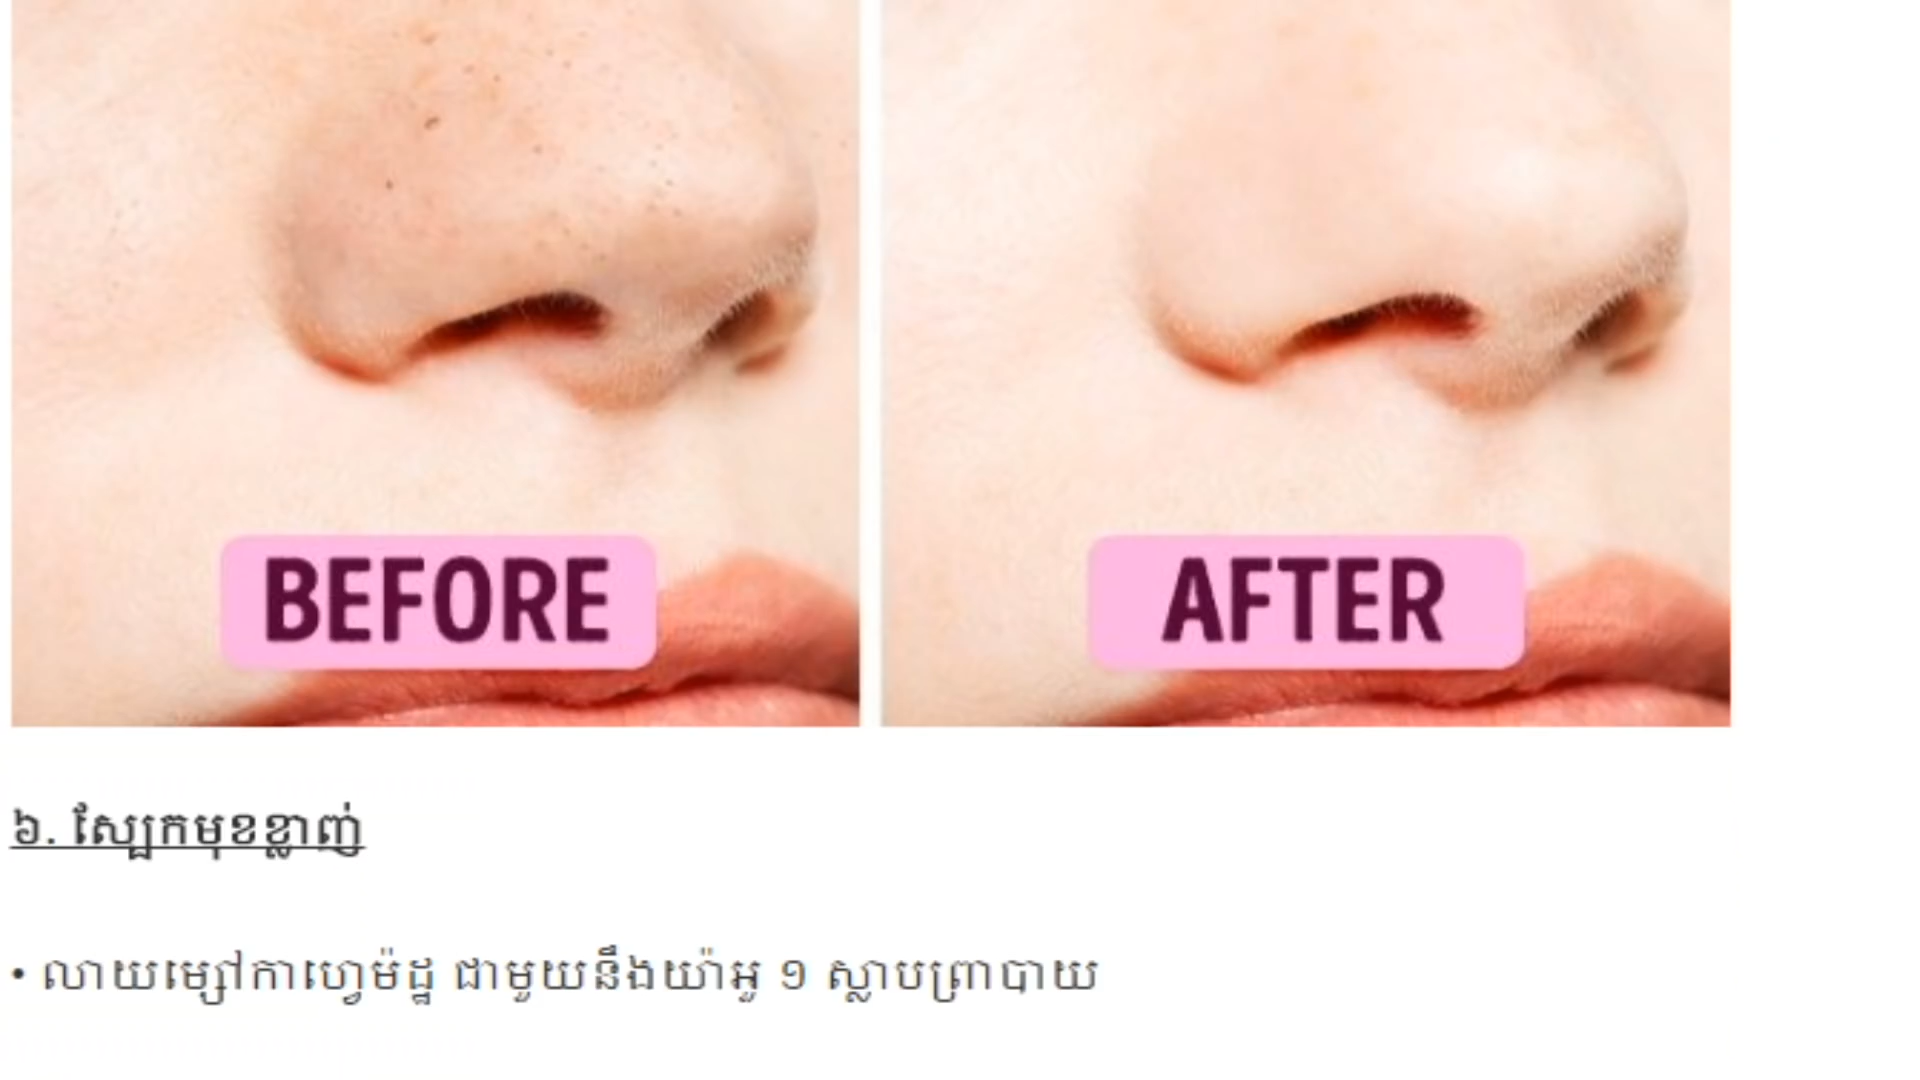 BEFORE
AFTER
៦. ស្បែកមុខខ្លាញ់
• លាយម្សៅកាហ្វេម៉ដ្ឋ ជាមួយនឹងយ៉ាអួ ១ ស្លាបព្រាបាយ